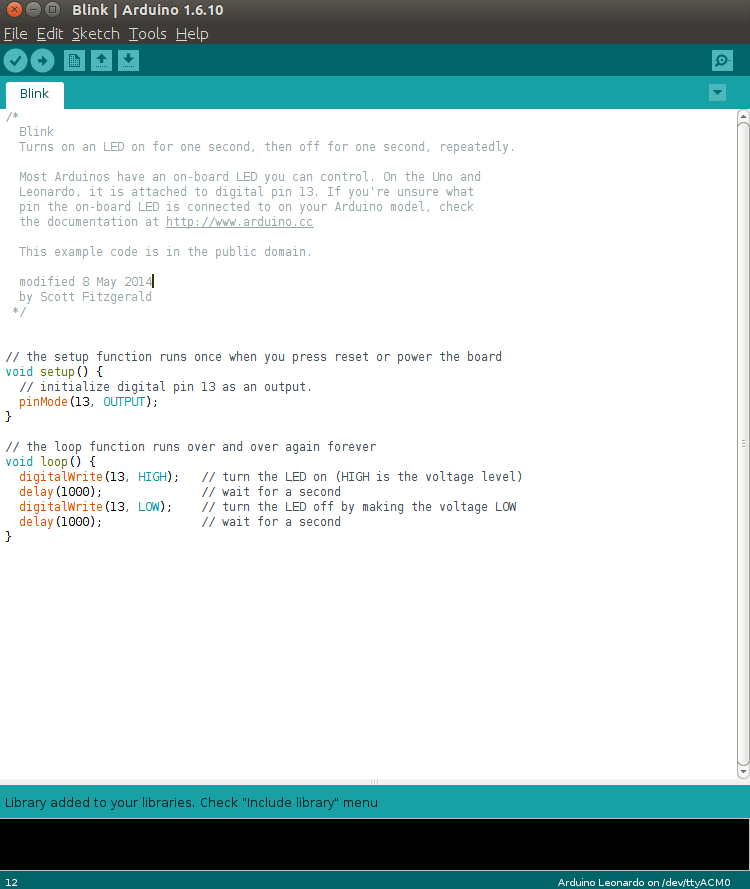 Blink | Arduino 1.6.10
File Edit Sketch Tools Help
Blink
/*
  Blink
  Turns on an LED on for one second, then off for one second, repeatedly.

  Most Arduinos have an on-board LED you can control. On the Uno and
  Leonardo, it is attached to digital pin 13. If you're unsure what
  pin the on-board LED is connected to on your Arduino model, check
  the documentation at http://www.arduino.cc

  This example code is in the public domain.

  modified 8 May 2014
  by Scott Fitzgerald
 */

// the setup function runs once when you press reset or power the board
void setup() {
  // initialize digital pin 13 as an output.
  pinMode(13, OUTPUT);
}

// the loop function runs over and over again forever
void loop() {
  digitalWrite(13, HIGH);   // turn the LED on (HIGH is the voltage level)
  delay(1000);              // wait for a second
  digitalWrite(13, LOW);    // turn the LED off by making the voltage LOW
  delay(1000);              // wait for a second
}
Library added to your libraries. Check "Include library" menu
12 Arduino Leonardo on /dev/ttyACM0